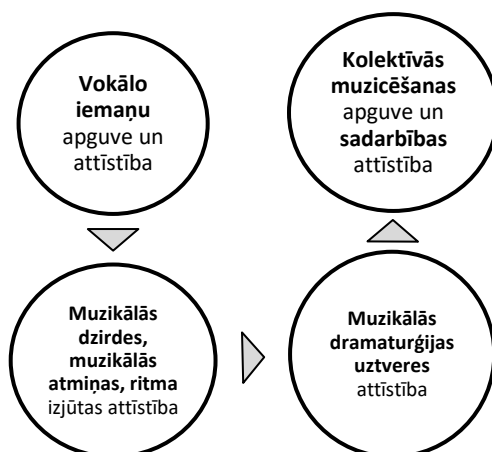 Vokālo
iemaņu
apguve un
attīstība
Kolektīvās
muzicēšanas
apguve un
sadarbības
attīstība
Muzikālās
dzirdes,
muzikālās
atmiņas, ritma
izjūtas attīstība
Muzikālās
dramaturģijas
uztveres
attīstība